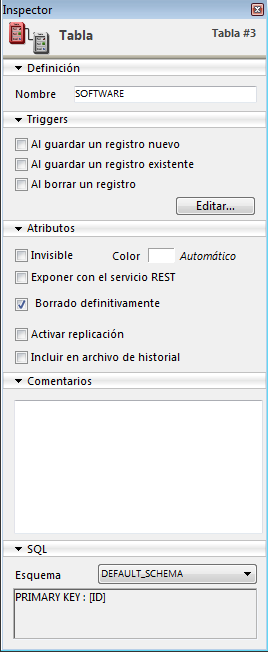 Inspector
Tabla
Tabla #3
Definición
Nombre SOFTWARE
Triggers
Al guardar un registro nuevo
Al guardar un registro existente
Al borrar un registro
Editar...
Atributos
Invisible Color Automático
Exponer con el servicio REST
Borrado definitivamente
Activar replicación
Incluir en archivo de historial
Comentarios
SQL
Esquema DEFAULT_SCHEMA
PRIMARY KEY : [ID]